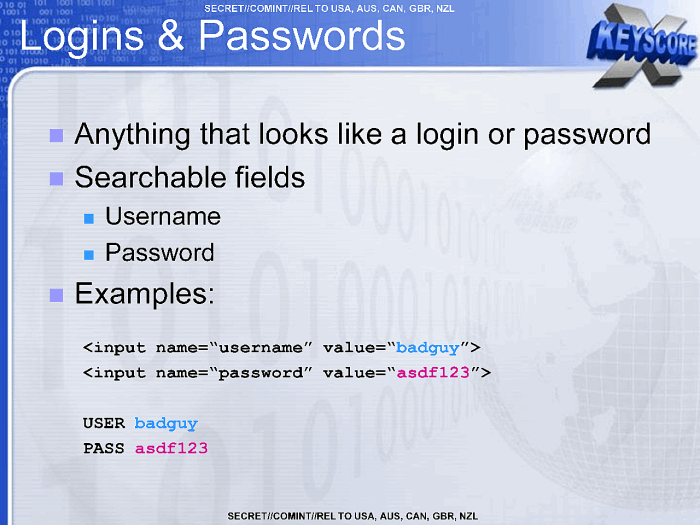 SECRET//COMINT//REL TO USA, AUS, CAN, GBR, NZL
Logins & Passwords
X KEYSCORE
Anything that looks like a login or password
Searchable fields
Username
Password
Examples:
<input name=“username” value=“badguy”>
<input name=“password” value=“asdf123”>
USER badguy
PASS asdf123
SECRET//COMINT//REL TO USA, AUS, CAN, GBR, NZL